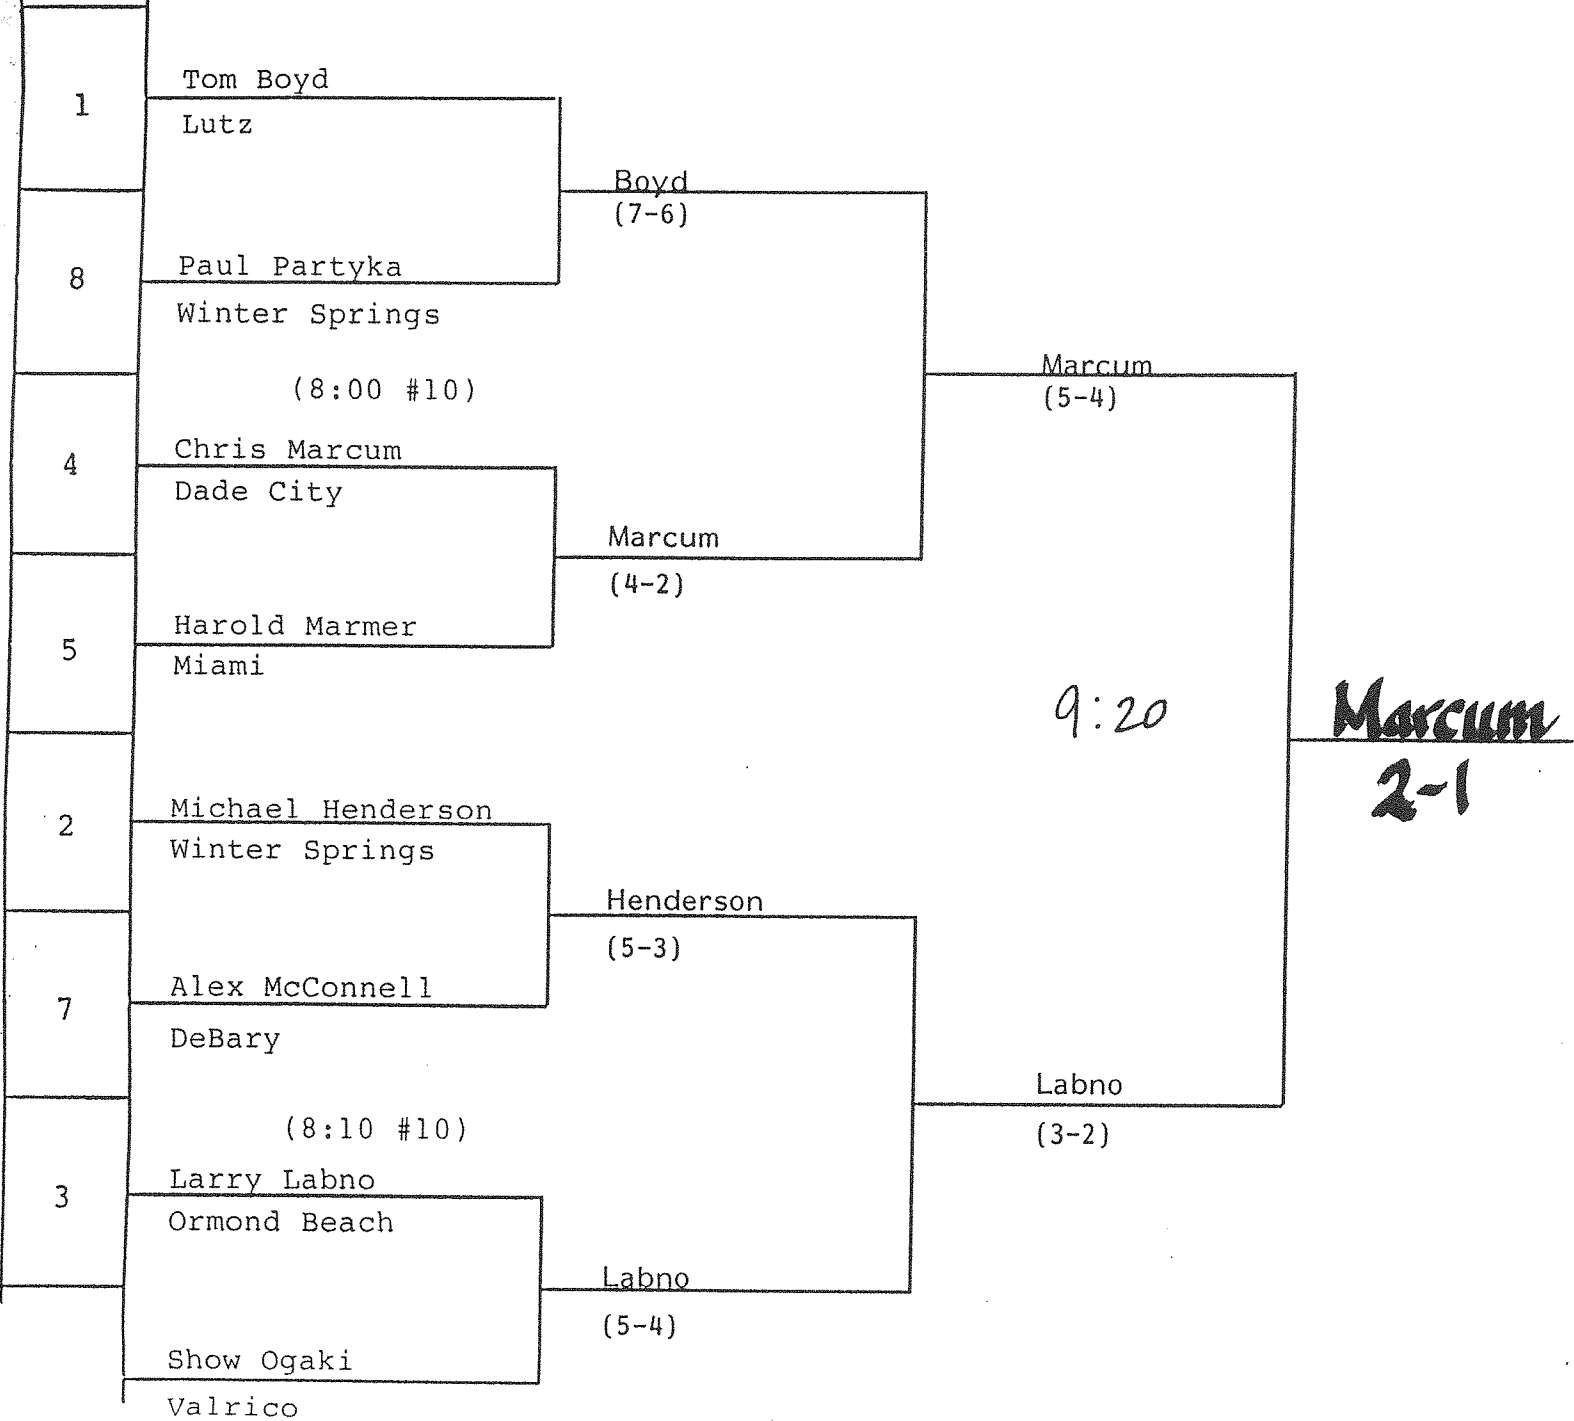 1
Tom Boyd
Lutz
Boyd
(7-6)
8
Paul Partyka
Winter Springs
(8:00 #10)
Marcum
(5-4)
4
Chris Marcum
Dade City
Marcum
(4-2)
5
Harold Marmer
Miami
9:20
Marcum
2-1
2
Michael Henderson
Winter Springs
Henderson
(5-3)
7
Alex McConnell
DeBary
Labno
(3-2)
(8:10 #10)
3
Larry Labno
Ormond Beach
Labno
(5-4)
Show Ogaki
Valrico